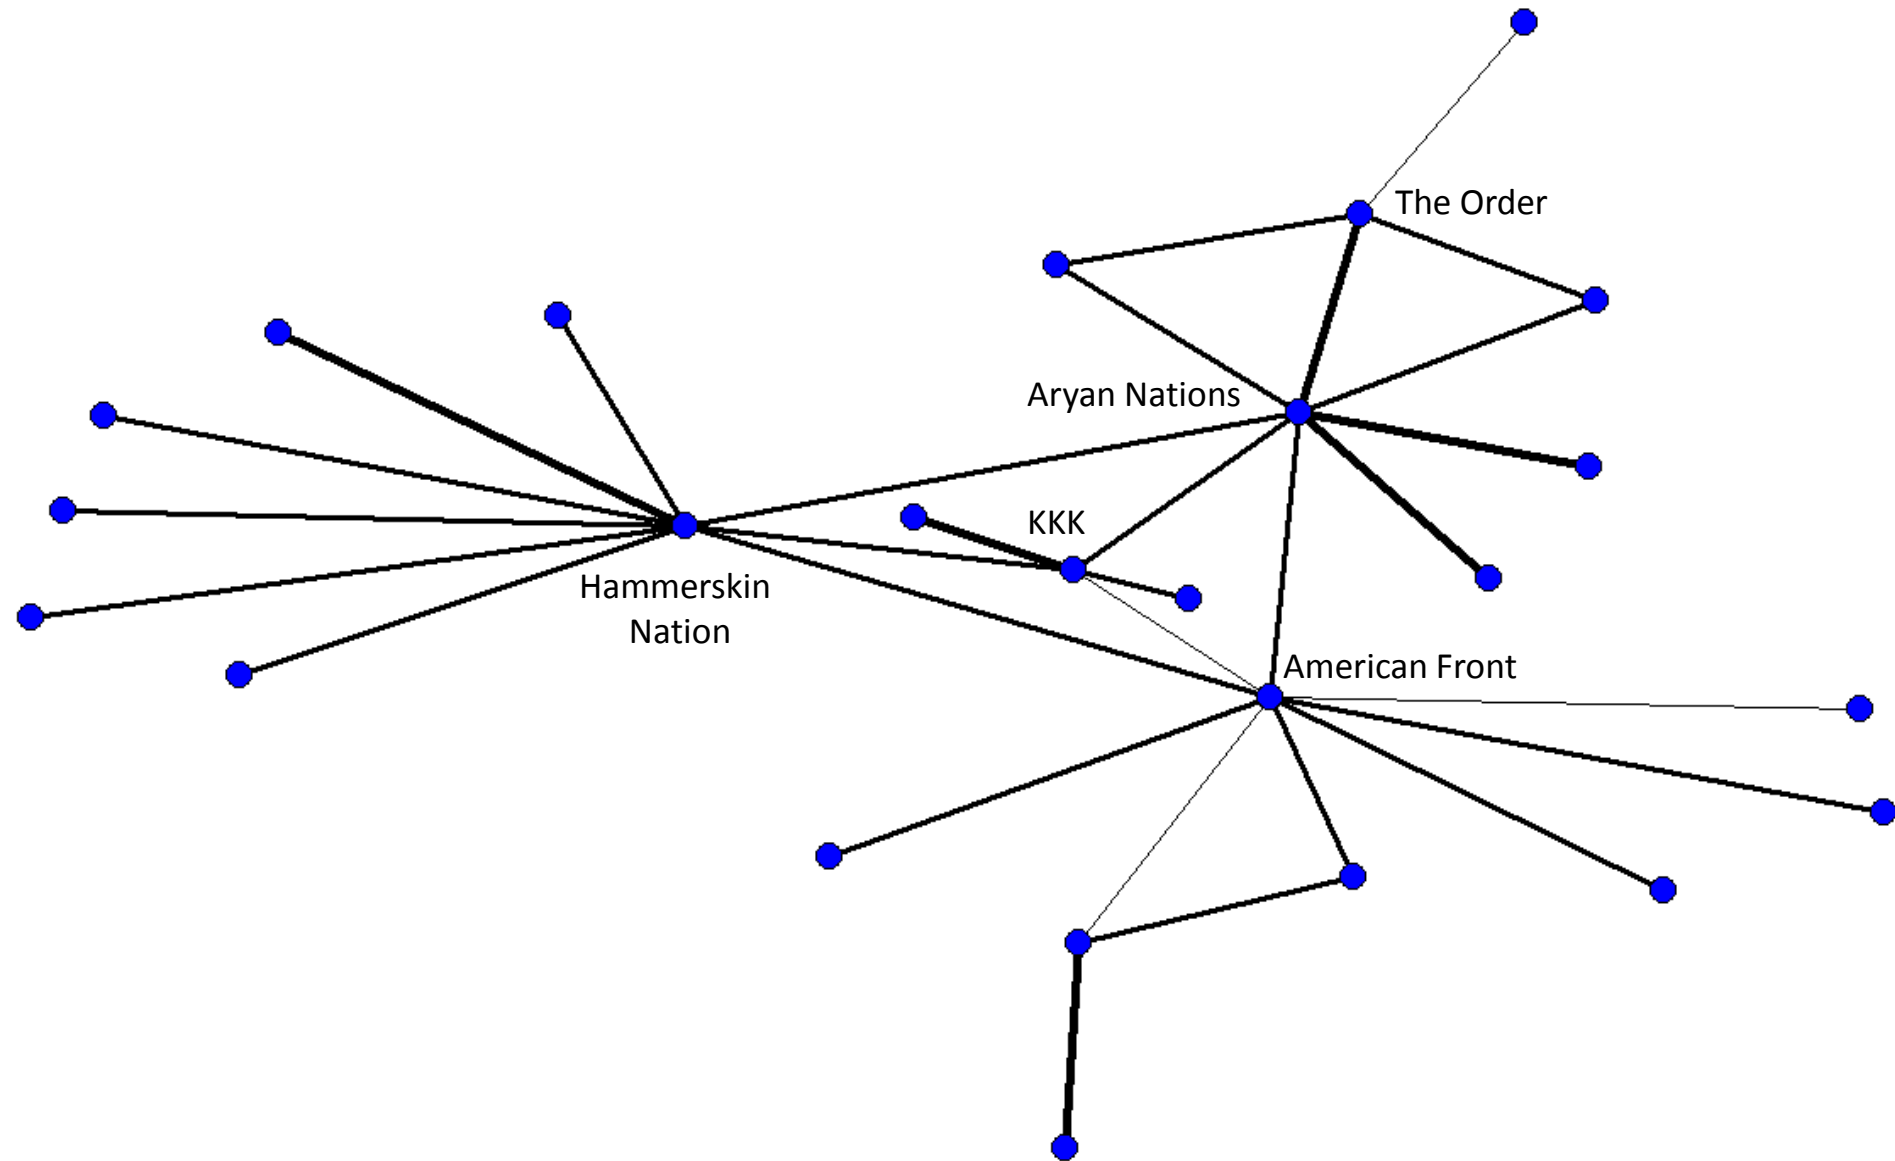 The Order
Aryan Nations
KKK
Hammerskin
Nation
American Front